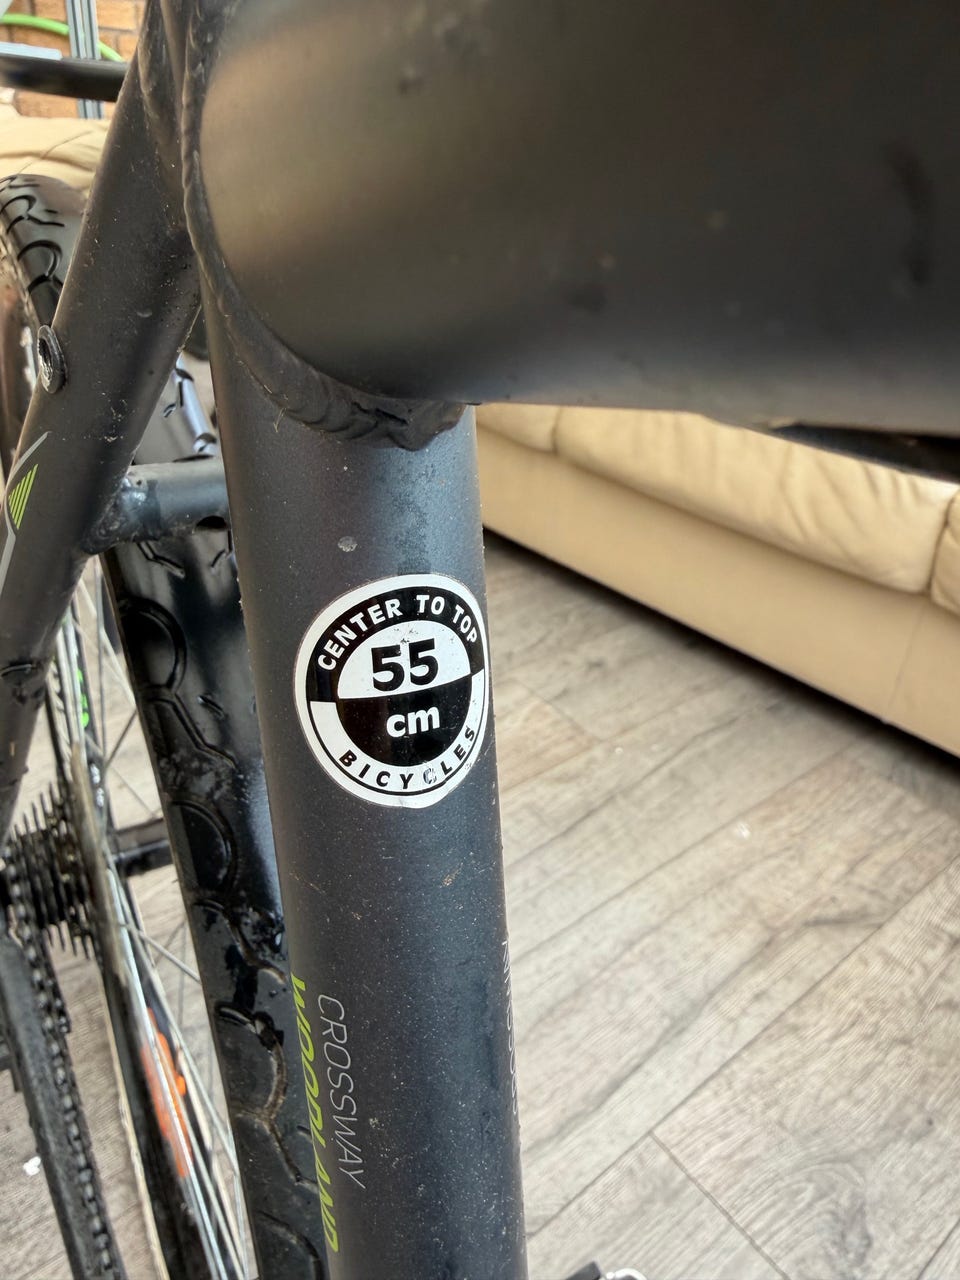 CENTER TO TOP
55
cm
BICYCLES
CROSSWAY
WOODLAND